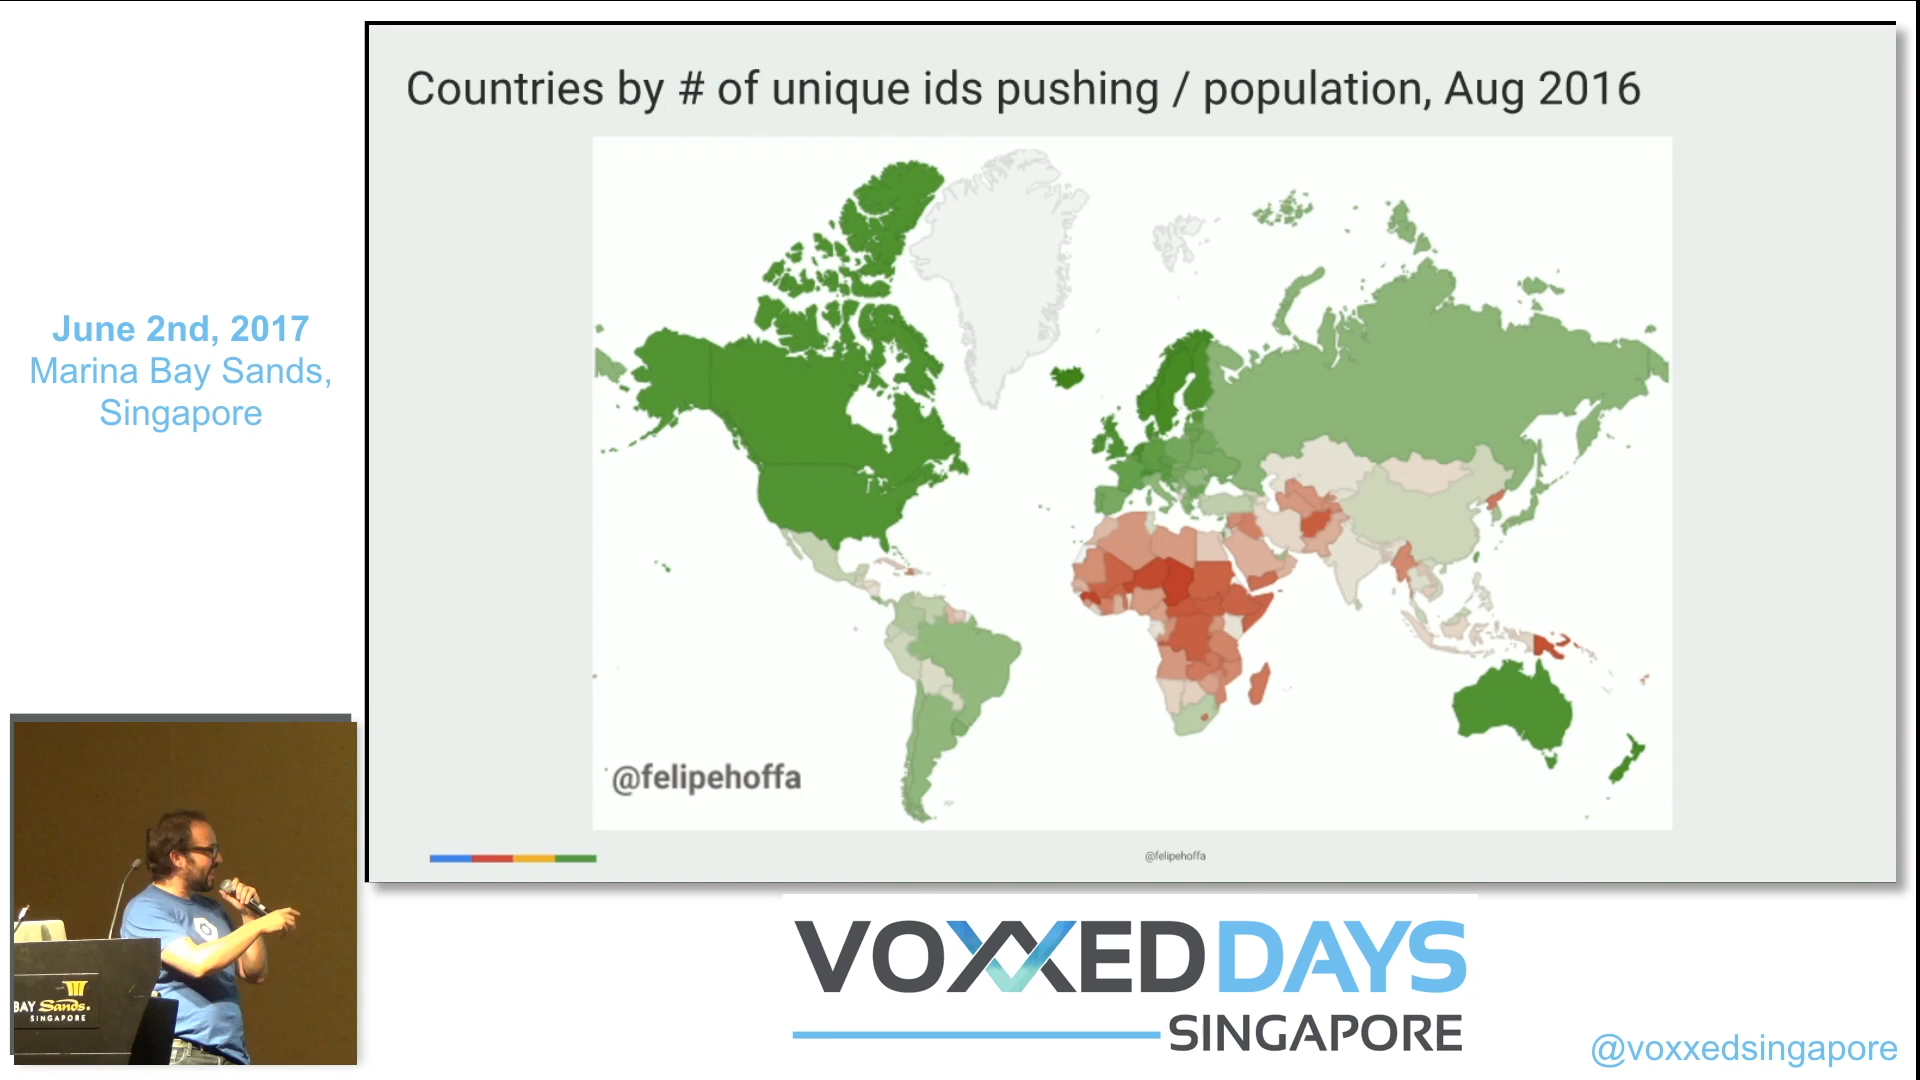 Countries by # of unique ids pushing / population, Aug 2016
June 2nd, 2017
Marina Bay Sands,
Singapore
@felipehoffa
@felipehoffa
BAY Sands.
SINGAPORE
VOXXED DAYS
SINGAPORE
@voxxedsingapore